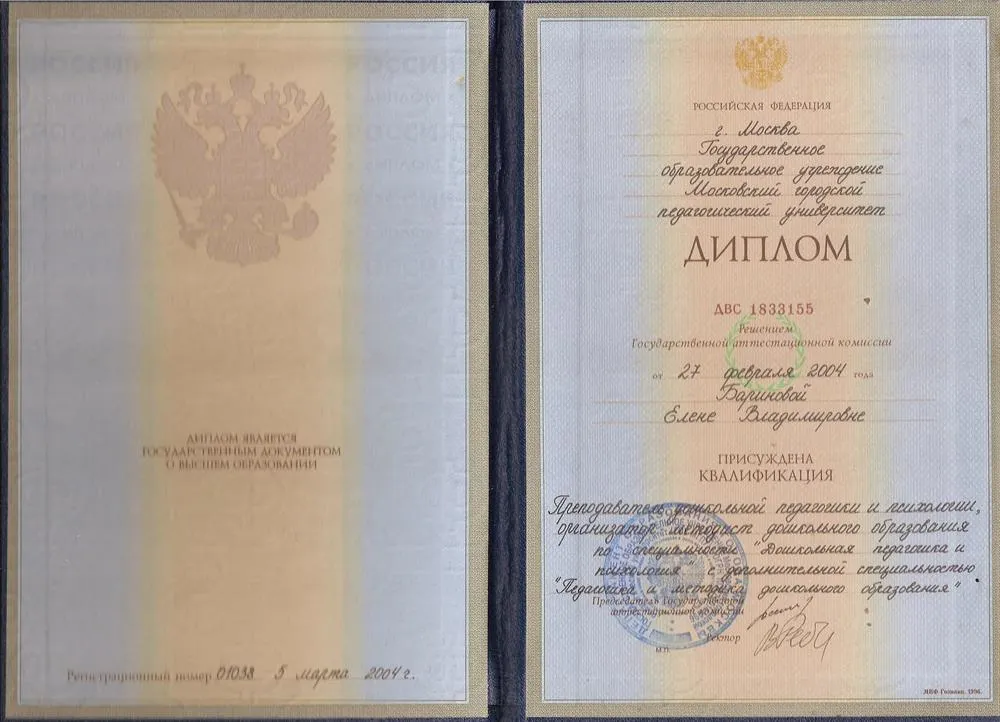 ДИПЛОМ ЯВЛЯЕТСЯ
ГОСУДАРСТВЕННЫМ ДОКУМЕНТОМ
О ВЫСШЕМ ОБРАЗОВАНИИ
Регистрационный номер 01038 5 марта 2004 г.
РОССИЙСКАЯ ФЕДЕРАЦИЯ
г. Москва
Государственное
образовательное учреждение
Московский городской
педагогический университет
ДИПЛОМ
ДВС 1833155
Решением
Государственной аттестационной комиссии
от 27 февраля 2004 года
Бариновой
Елене Владимировне
ПРИСУЖДЕНА
КВАЛИФИКАЦИЯ
Преподаватель дошкольной педагогики и психологии,
организатор-методист дошкольного образования
по специальности "Дошкольная педагогика и
психология" с дополнительной специальностью
"Педагогика и методика дошкольного образования"
Председатель Государственной
аттестационной комиссии
Ректор
М.П.
МПФ Гознака. 1996.